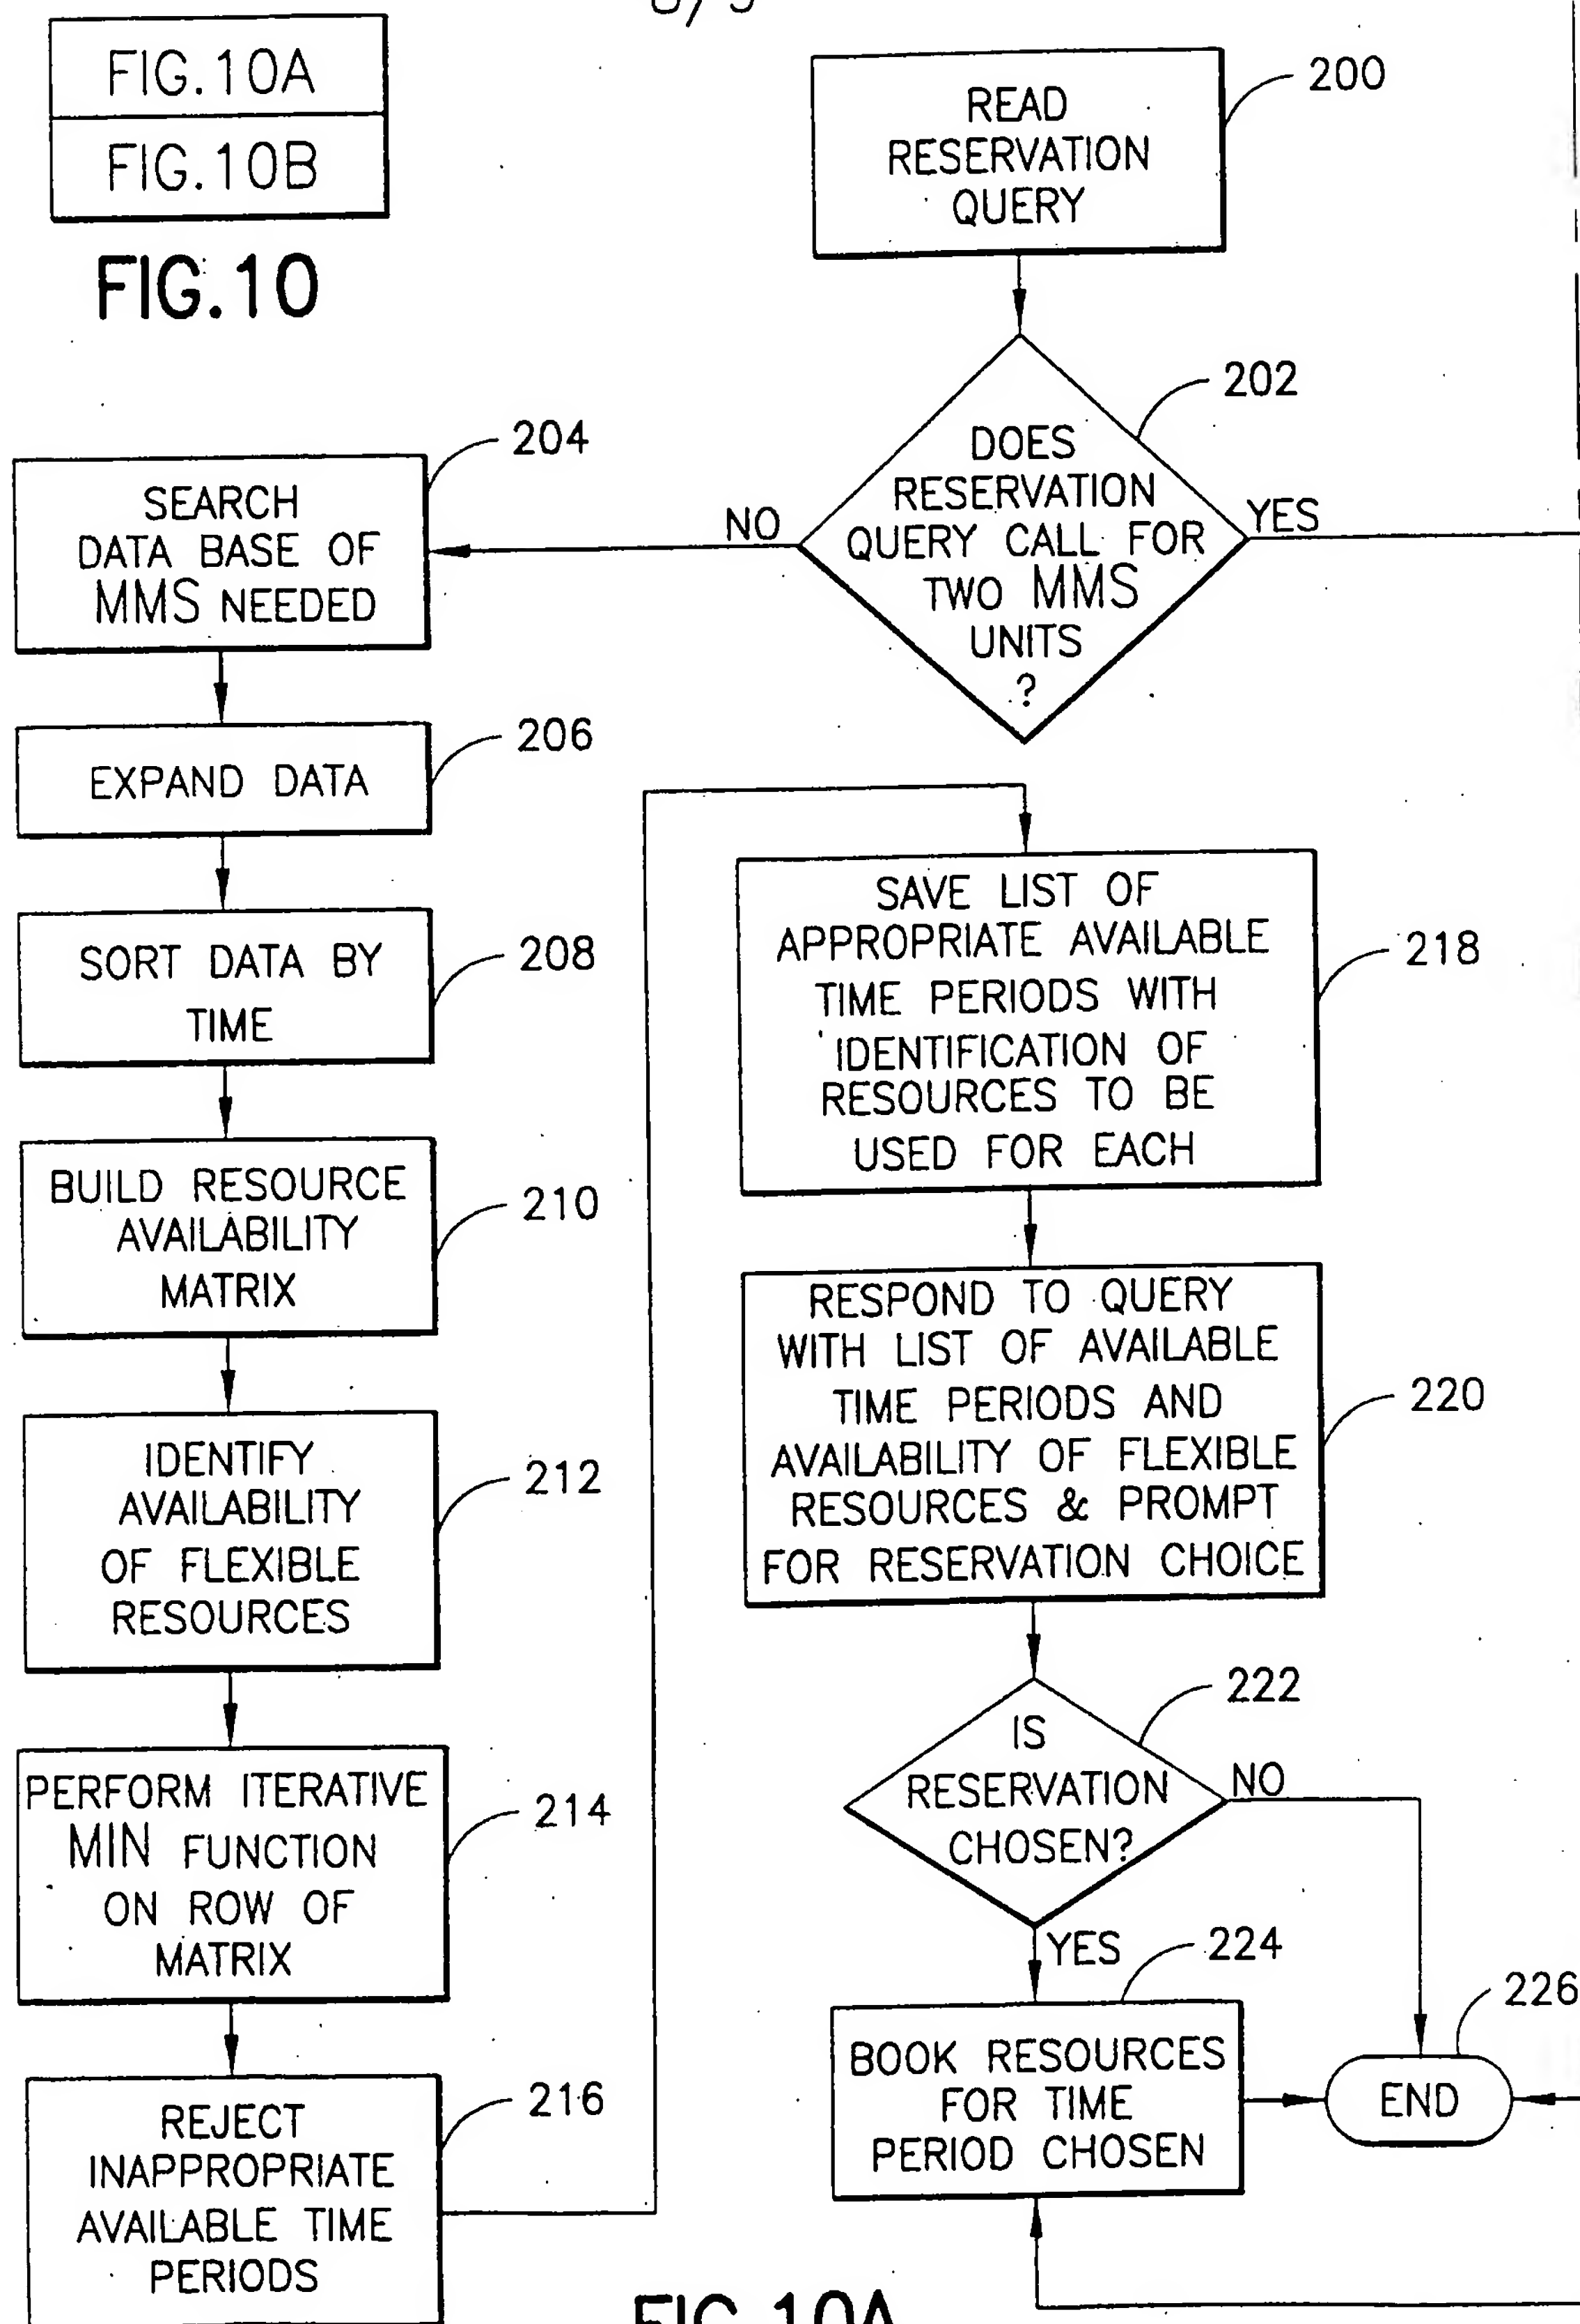 FIG.10A
FIG.10B
FIG.10
READ
RESERVATION
QUERY
200
DOES
RESERVATION
QUERY CALL FOR
TWO MMS
UNITS
?
202
NO
YES
SEARCH
DATA BASE OF
MMS NEEDED
204
EXPAND DATA
206
SORT DATA BY
TIME
208
BUILD RESOURCE
AVAILABILITY
MATRIX
210
IDENTIFY
AVAILABILITY
OF FLEXIBLE
RESOURCES
212
PERFORM ITERATIVE
MIN FUNCTION
ON ROW OF
MATRIX
214
REJECT
INAPPROPRIATE
AVAILABLE TIME
PERIODS
216
SAVE LIST OF
APPROPRIATE AVAILABLE
TIME PERIODS WITH
IDENTIFICATION OF
RESOURCES TO BE
USED FOR EACH
218
RESPOND TO QUERY
WITH LIST OF AVAILABLE
TIME PERIODS AND
AVAILABILITY OF FLEXIBLE
RESOURCES & PROMPT
FOR RESERVATION CHOICE
220
IS
RESERVATION
CHOSEN?
222
NO
YES
BOOK RESOURCES
FOR TIME
PERIOD CHOSEN
224
END
226
FIG.10A